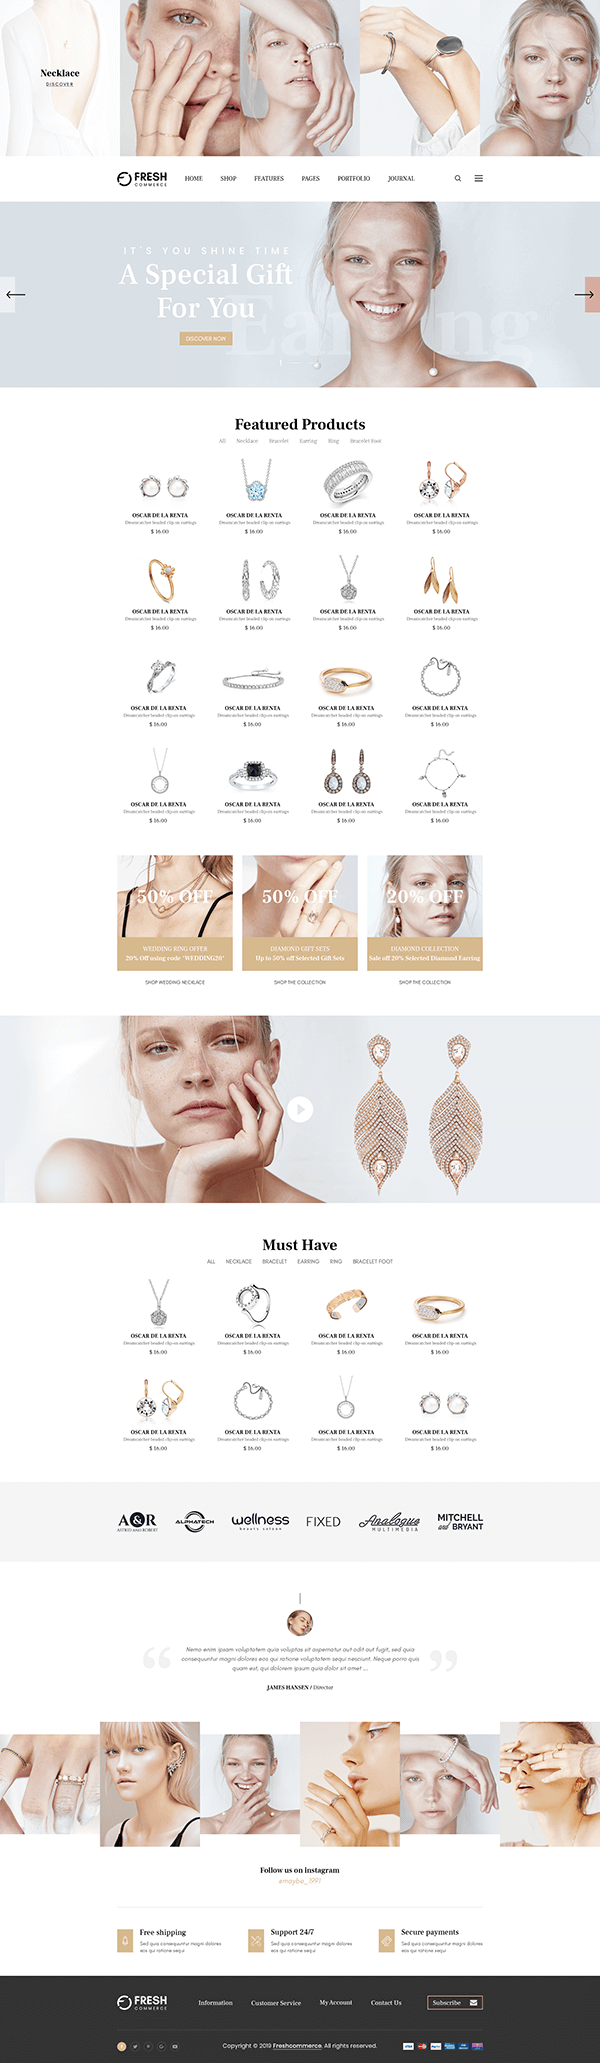 Necklace
DISCOVER
FRESH
COMMERCE
HOME SHOP FEATURES PAGES PORTFOLIO JOURNAL
IT´S YOU SHINE TIME
A Special Gift
For You
Earring
DISCOVER NOW
Featured Products
All Necklace Bracelet Earring Ring Bracelet Foot
OSCAR DE LA RENTA OSCAR DE LA RENTA OSCAR DE LA RENTA OSCAR DE LA RENTA
Dreamcatcher beaded clip-on earrings Dreamcatcher beaded clip-on earrings Dreamcatcher beaded clip-on earrings Dreamcatcher beaded clip-on earrings
$ 16.00 $ 16.00 $ 16.00 $ 16.00
OSCAR DE LA RENTA OSCAR DE LA RENTA OSCAR DE LA RENTA OSCAR DE LA RENTA
Dreamcatcher beaded clip-on earrings Dreamcatcher beaded clip-on earrings Dreamcatcher beaded clip-on earrings Dreamcatcher beaded clip-on earrings
$ 16.00 $ 16.00 $ 16.00 $ 16.00
OSCAR DE LA RENTA OSCAR DE LA RENTA OSCAR DE LA RENTA OSCAR DE LA RENTA
Dreamcatcher beaded clip-on earrings Dreamcatcher beaded clip-on earrings Dreamcatcher beaded clip-on earrings Dreamcatcher beaded clip-on earrings
$ 16.00 $ 16.00 $ 16.00 $ 16.00
OSCAR DE LA RENTA OSCAR DE LA RENTA OSCAR DE LA RENTA OSCAR DE LA RENTA
Dreamcatcher beaded clip-on earrings Dreamcatcher beaded clip-on earrings Dreamcatcher beaded clip-on earrings Dreamcatcher beaded clip-on earrings
$ 16.00 $ 16.00 $ 16.00 $ 16.00
50% OFF 50% OFF 20% OFF
WEDDING RING OFFER DIAMOND GIFT SETS DIAMOND COLLECTION
20% Off using code "WEDDING20" Up to 50% off Selected Gift Sets Sale off 20% Selected Diamond Earring
SHOP WEDDING NECKLACE SHOP THE COLLECTION SHOP THE COLLECTION
Must Have
ALL NECKLACE BRACELET EARRING RING BRACELET FOOT
OSCAR DE LA RENTA OSCAR DE LA RENTA OSCAR DE LA RENTA OSCAR DE LA RENTA
Dreamcatcher beaded clip-on earrings Dreamcatcher beaded clip-on earrings Dreamcatcher beaded clip-on earrings Dreamcatcher beaded clip-on earrings
$ 16.00 $ 16.00 $ 16.00 $ 16.00
OSCAR DE LA RENTA OSCAR DE LA RENTA OSCAR DE LA RENTA OSCAR DE LA RENTA
Dreamcatcher beaded clip-on earrings Dreamcatcher beaded clip-on earrings Dreamcatcher beaded clip-on earrings Dreamcatcher beaded clip-on earrings
$ 16.00 $ 16.00 $ 16.00 $ 16.00
A&R ALPHATECH wellness FIXED Analogue MITCHELL
ASTRID AND ROBERT beauty saloon MULTIMEDIA and BRYANT
Nemo enim ipsam voluptatem quia voluptas sit aspernatur aut odit aut fugit, sed quia
consequuntur magni dolores eos qui ratione voluptatem sequi nesciunt. Neque porro quis
quam est, qui dolorem ipsum quia dolor sit amet ...
JAMES HANSEN / Director
Follow us on instagram
emaybe_1991
Free shipping Support 24/7 Secure payments
Sed quia consequuntur magni dolores Sed quia consequuntur magni dolores Sed quia consequuntur magni dolores
eos qui ratione sequi eos qui ratione sequi eos qui ratione sequi
FRESH
COMMERCE
Information Customer Service My Account Contact Us Subscribe
Copyright © 2019 Freshcommerce. All rights reserved.